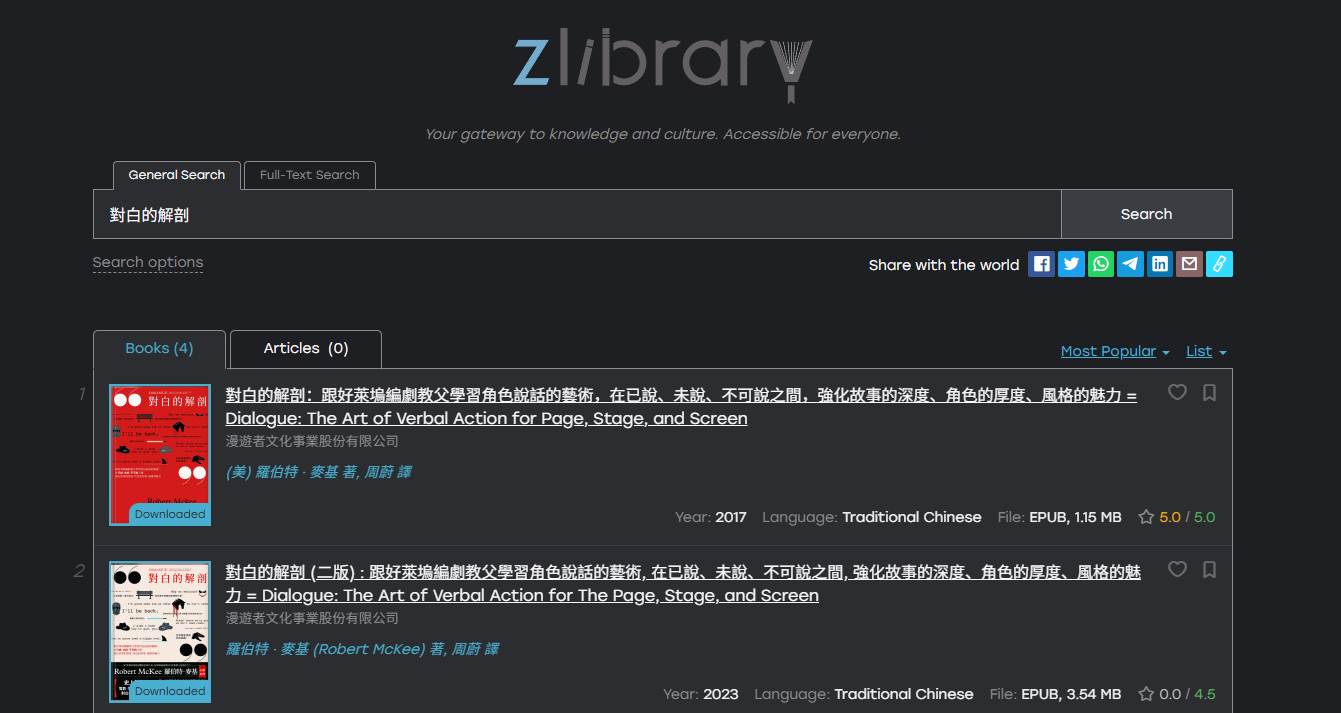 zlibrary
Your gateway to knowledge and culture. Accessible for everyone.
General Search
Full-Text Search
對白的解剖
Search
Search options
Share with the world
Books (4)
Articles (0)
Most Popular
List
1
對白的解剖
I'll be back.
Robert McKee
Downloaded
對白的解剖：跟好萊塢編劇教父學習角色說話的藝術，在已說、未說、不可說之間，強化故事的深度、角色的厚度、風格的魅力 =
Dialogue: The Art of Verbal Action for Page, Stage, and Screen
漫遊者文化事業股份有限公司
(美) 羅伯特 · 麥基 著, 周蔚 譯
Year: 2017 Language: Traditional Chinese File: EPUB, 1.15 MB 5.0 / 5.0
2
對白的解剖
I'll be back.
Robert McKee 羅伯特·麥基
Downloaded
對白的解剖 (二版) : 跟好萊塢編劇教父學習角色說話的藝術, 在已說、未說、不可說之間, 強化故事的深度、角色的厚度、風格的魅
力 = Dialogue: The Art of Verbal Action for The Page, Stage, and Screen
漫遊者文化事業股份有限公司
羅伯特 · 麥基 (Robert McKee) 著, 周蔚 譯
Year: 2023 Language: Traditional Chinese File: EPUB, 3.54 MB 0.0 / 4.5